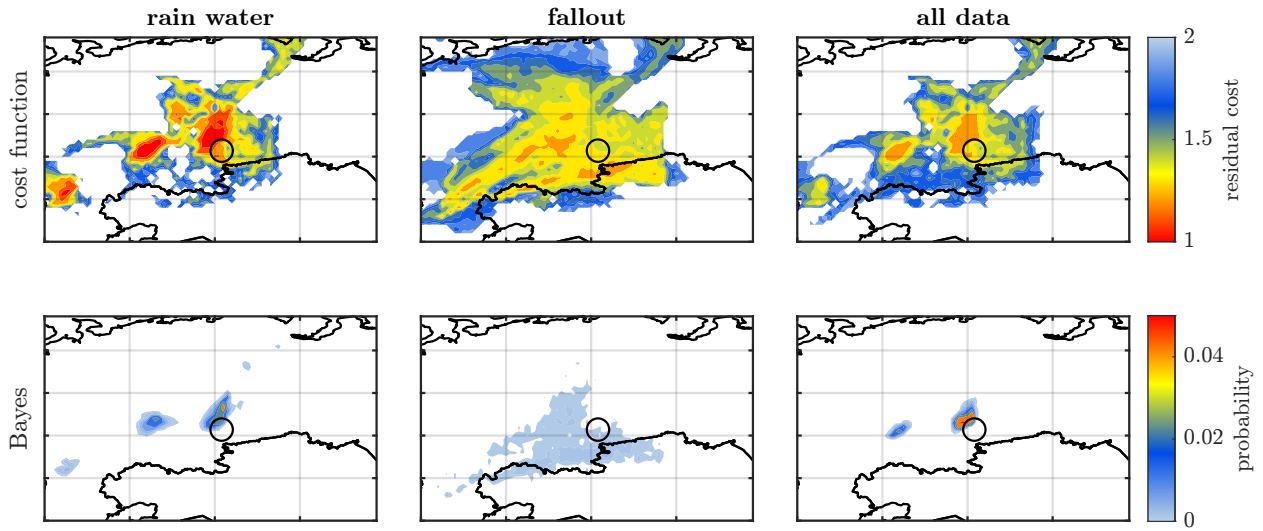 rain water
fallout
all data
cost function
2
1.5
1
residual cost
Bayes
0.04
0.02
0
probability